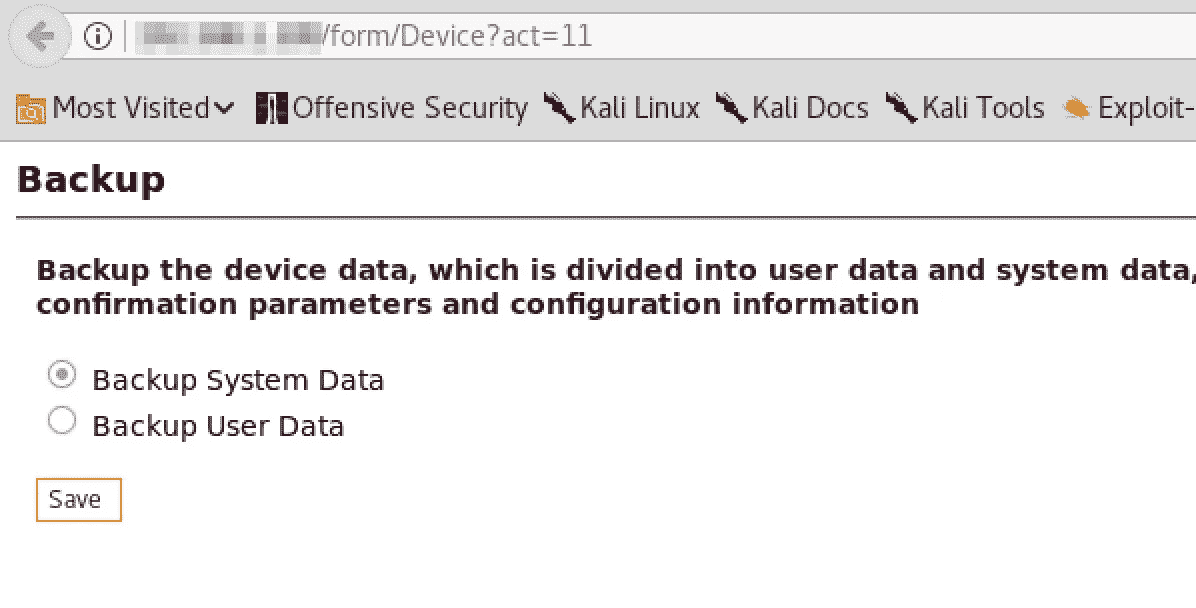 /form/Device?act=11
Most Visited Offensive Security Kali Linux Kali Docs Kali Tools Exploit-
Backup
Backup the device data, which is divided into user data and system data,
confirmation parameters and configuration information
Backup System Data
Backup User Data
Save